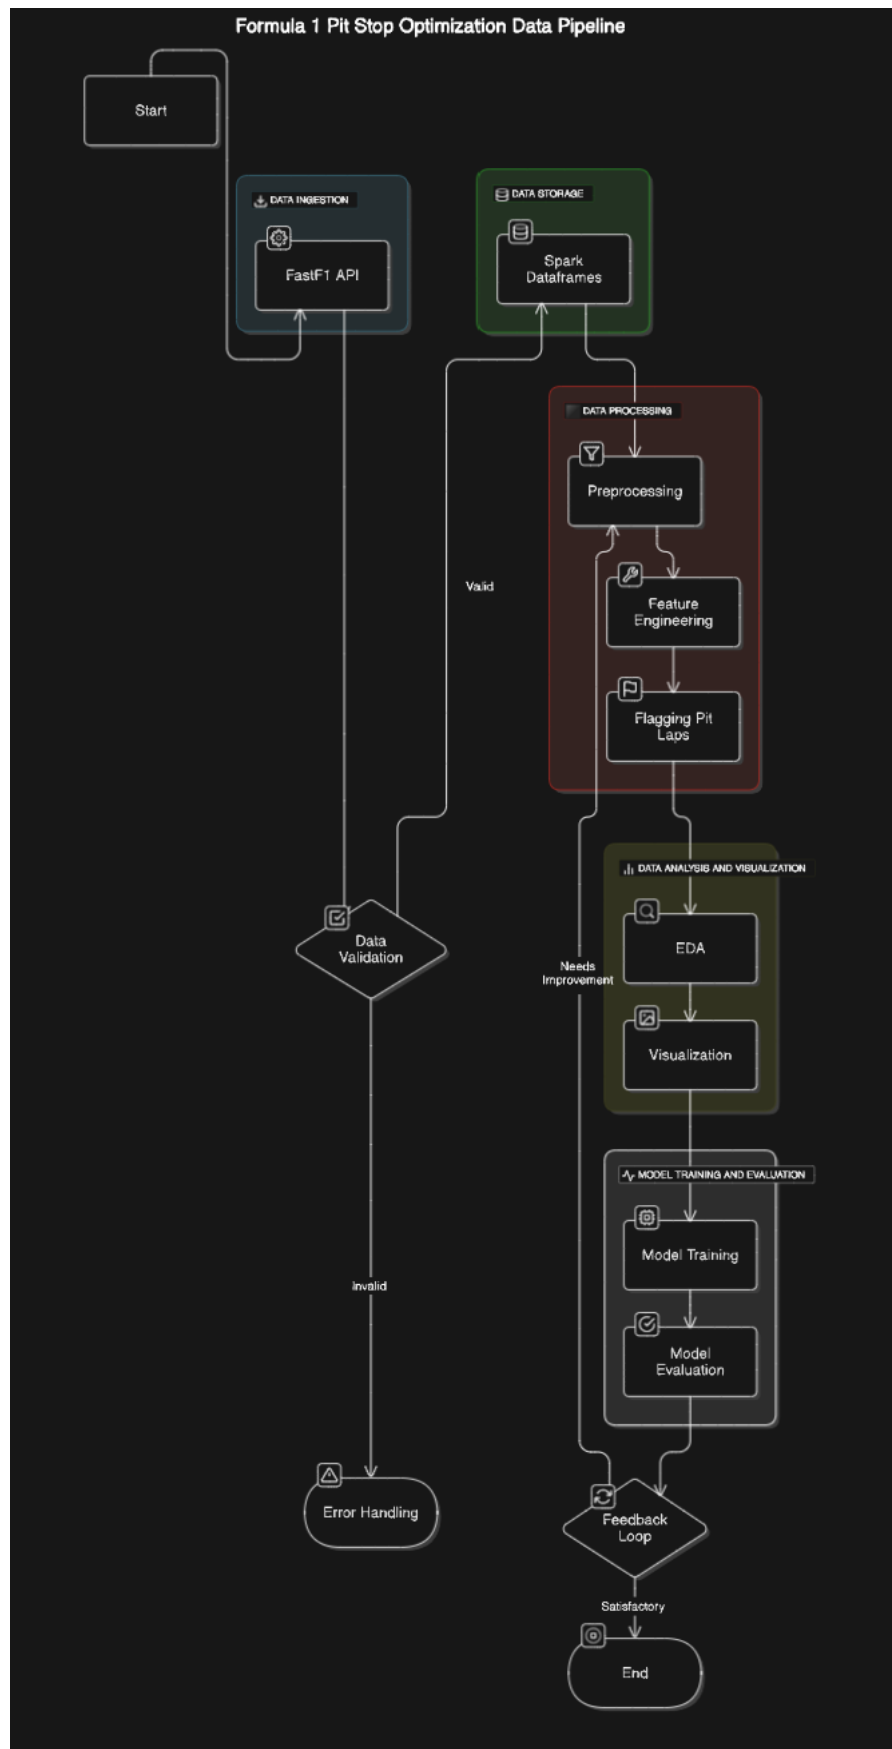 Formula 1 Pit Stop Optimization Data Pipeline
Start
DATA INGESTION
FastF1 API
DATA STORAGE
Spark
Dataframes
DATA PROCESSING
Preprocessing
Feature
Engineering
Flagging Pit
Laps
Valid
DATA ANALYSIS AND VISUALIZATION
EDA
Visualization
Data
Validation
Needs
Improvement
MODEL TRAINING AND EVALUATION
Model Training
Model
Evaluation
Invalid
Error Handling
Feedback
Loop
Satisfactory
End